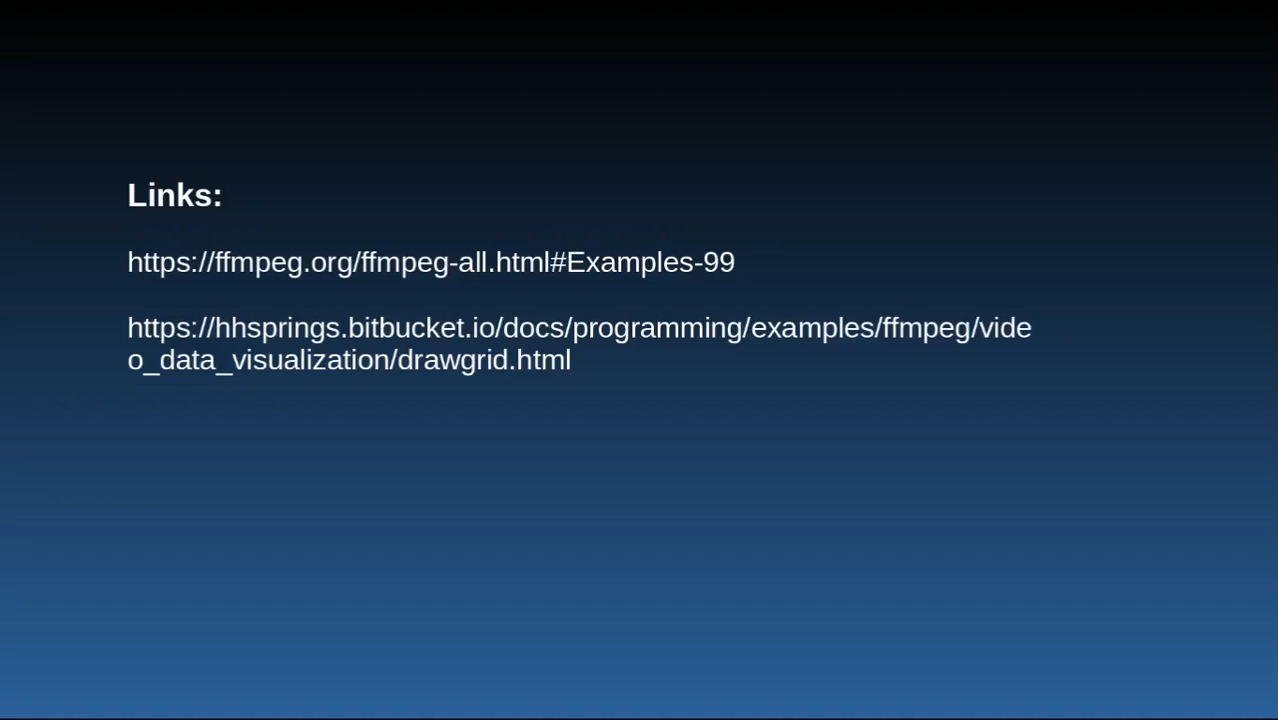 Links:
https://ffmpeg.org/ffmpeg-all.html#Examples-99
https://hhsprings.bitbucket.io/docs/programming/examples/ffmpeg/vide
o_data_visualization/drawgrid.html